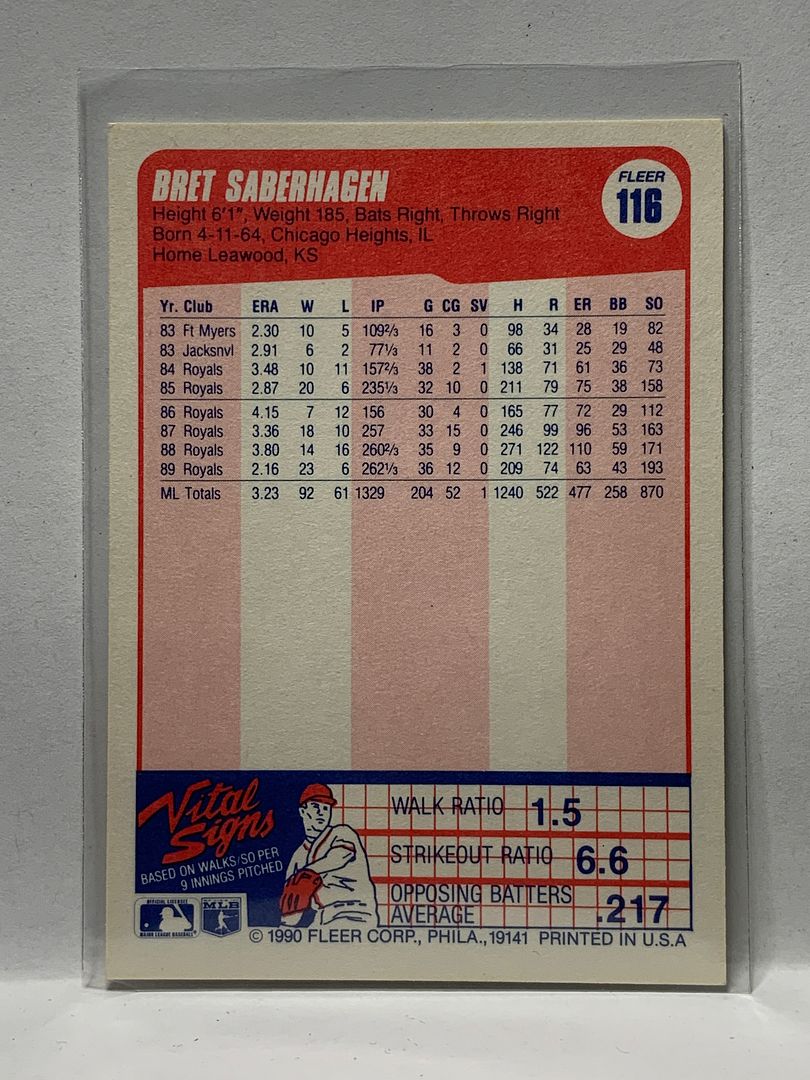 BRET SABERHAGEN
FLEER
116
Height 6'1", Weight 185, Bats Right, Throws Right
Born 4-11-64, Chicago Heights, IL
Home Leawood, KS
Yr. Club ERA W L IP G CG SV H R ER BB SO
83 Ft Myers 2.30 10 5 109⅔ 16 3 0 98 34 28 19 82
83 Jacksnvl 2.91 6 2 77⅓ 11 2 0 66 31 25 29 48
84 Royals 3.48 10 11 157⅔ 38 2 1 138 71 61 36 73
85 Royals 2.87 20 6 235⅓ 32 10 0 211 79 75 38 158
86 Royals 4.15 7 12 156 30 4 0 165 77 72 29 112
87 Royals 3.36 18 10 257 33 15 0 246 99 96 53 163
88 Royals 3.80 14 16 260⅔ 35 9 0 271 122 110 59 171
89 Royals 2.16 23 6 262⅓ 36 12 0 209 74 63 43 193
ML Totals 3.23 92 61 1329 204 52 1 1240 522 477 258 870
Vital
Signs
BASED ON WALKS/SO PER
9 INNINGS PITCHED
WALK RATIO 1.5
STRIKEOUT RATIO 6.6
OPPOSING BATTERS
AVERAGE .217
OFFICIAL LICENSEE
MAJOR LEAGUE BASEBALL
MLB
© 1990 FLEER CORP., PHILA., 19141 PRINTED IN U.S.A